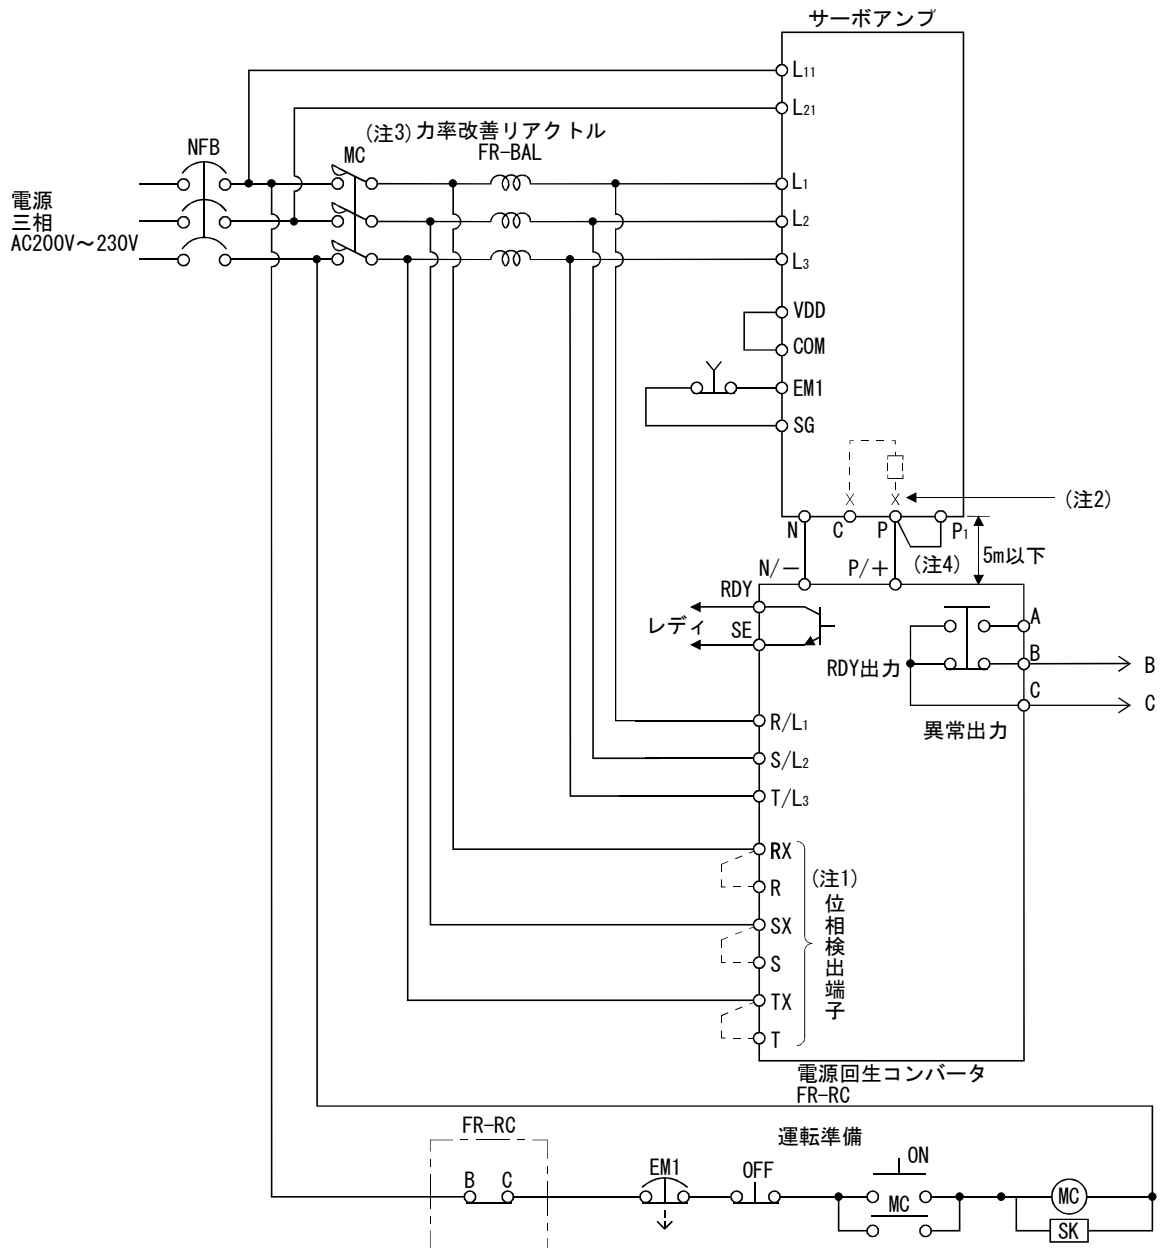 サーボアンプ
L11
L21
(注3)力率改善リアクトル
FR-BAL
NFB
MC
電源
三相
AC200V～230V
L1
L2
L3
VDD
COM
EM1
SG
(注2)
N
C
P
P1
(注4)
5m以下
N/－
P/＋
RDY
レディ
SE
A
B
B
RDY出力
C
C
異常出力
R/L1
S/L2
T/L3
RX
R
SX
S
TX
T
(注1)
位相検出端子
電源回生コンバータ
FR-RC
FR-RC
運転準備
B
C
EM1
OFF
ON
MC
MC
SK